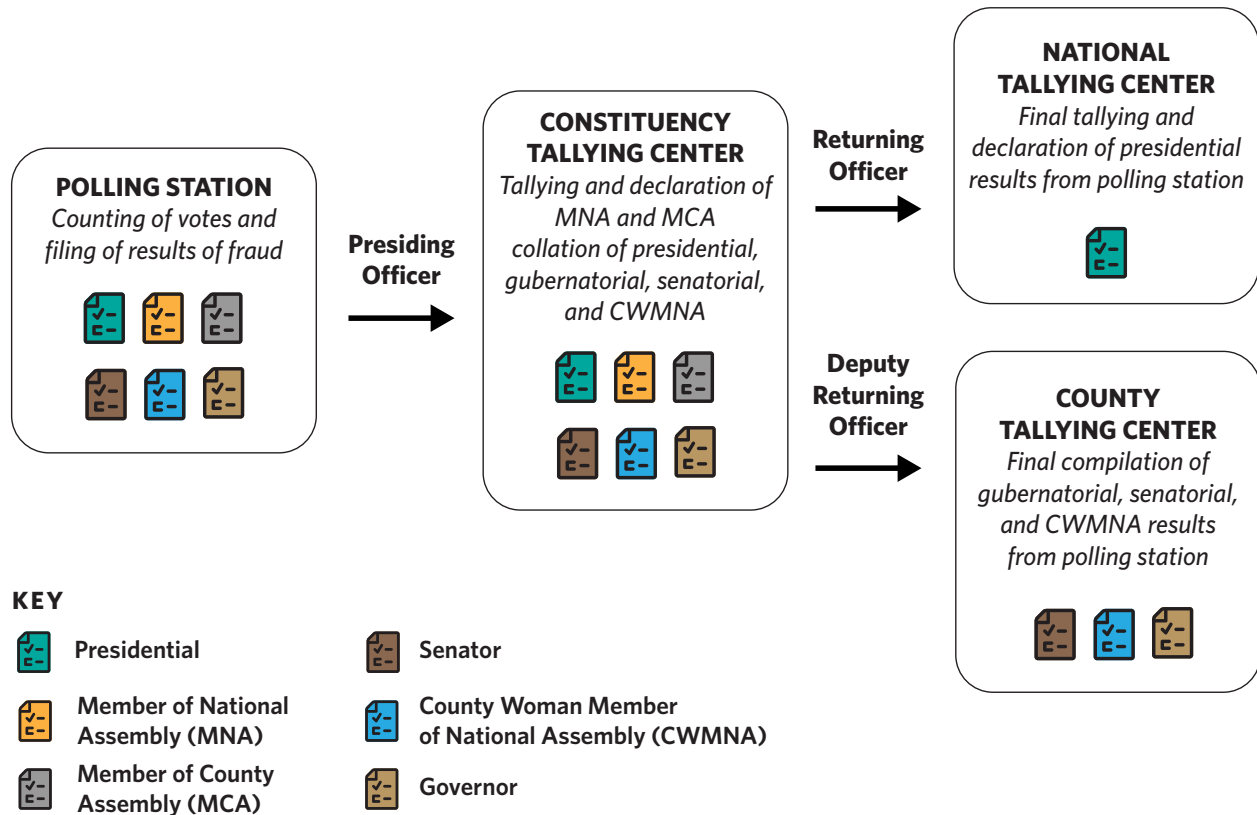 POLLING STATION
Counting of votes and
filing of results of fraud
Presiding
Officer
CONSTITUENCY
TALLYING CENTER
Tallying and declaration of
MNA and MCA
collation of presidential,
gubernatorial, senatorial,
and CWMNA
Returning
Officer
NATIONAL
TALLYING CENTER
Final tallying and
declaration of presidential
results from polling station
Deputy
Returning
Officer
COUNTY
TALLYING CENTER
Final compilation of
gubernatorial, senatorial,
and CWMNA results
from polling station
KEY
Presidential
Member of National
Assembly (MNA)
Member of County
Assembly (MCA)
Senator
County Woman Member
of National Assembly (CWMNA)
Governor